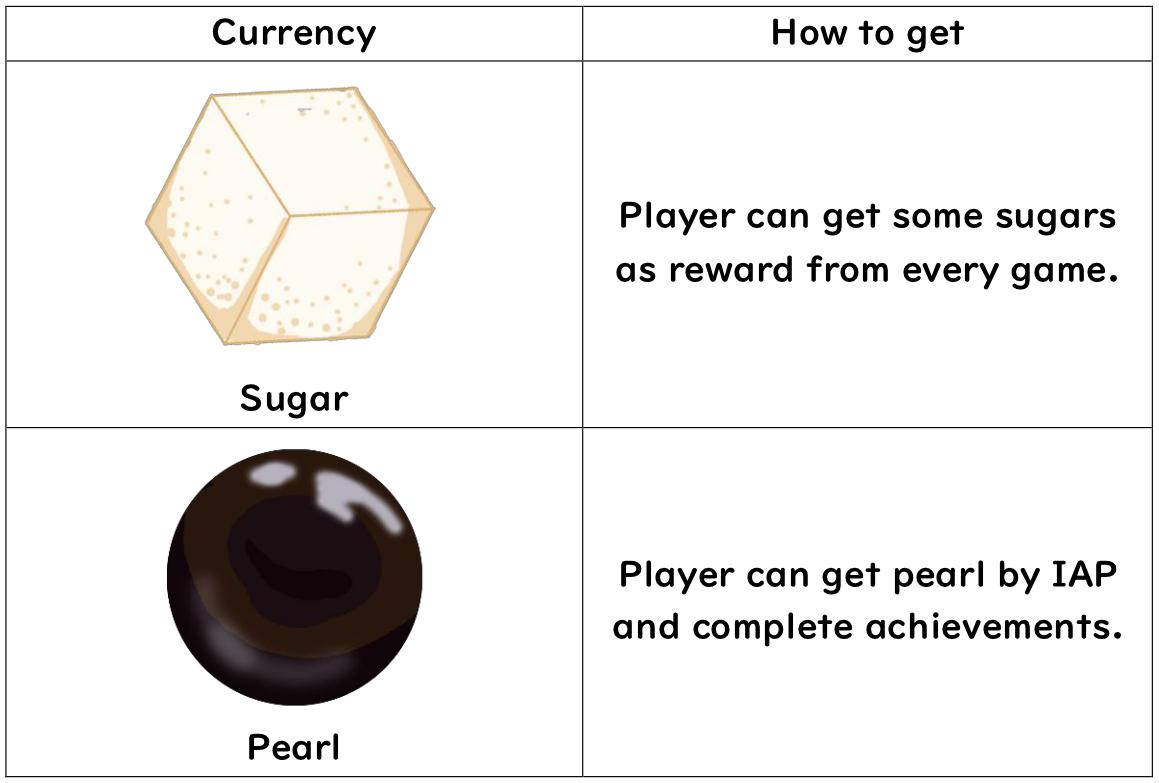 Currency
How to get
Sugar
Player can get some sugars
as reward from every game.
Pearl
Player can get pearl by IAP
and complete achievements.